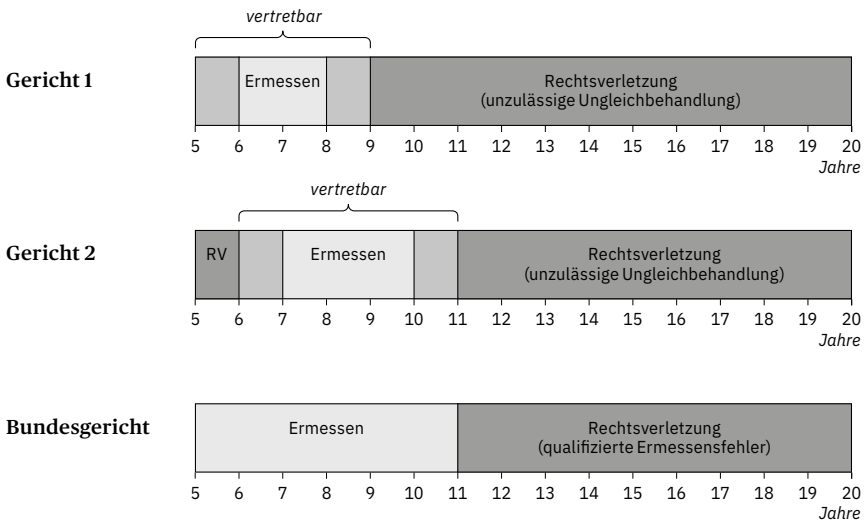 vertretbar
Gericht 1
Ermessen
Rechtsverletzung
(unzulässige Ungleichbehandlung)
5 6 7 8 9 10 11 12 13 14 15 16 17 18 19 20
Jahre
vertretbar
Gericht 2
RV
Ermessen
Rechtsverletzung
(unzulässige Ungleichbehandlung)
5 6 7 8 9 10 11 12 13 14 15 16 17 18 19 20
Jahre
Bundesgericht
Ermessen
Rechtsverletzung
(qualifizierte Ermessensfehler)
5 6 7 8 9 10 11 12 13 14 15 16 17 18 19 20
Jahre